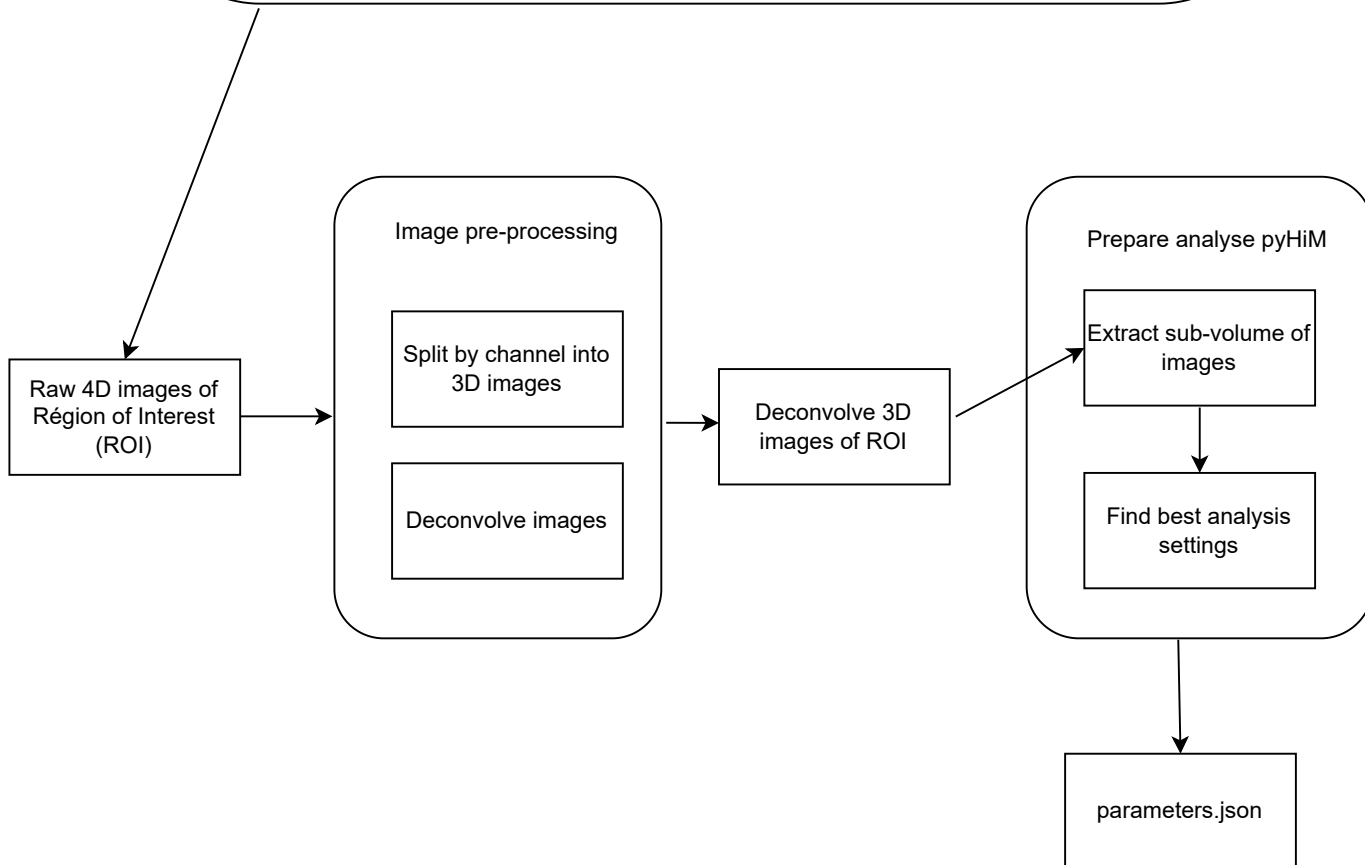 Image pre-processing
Prepare analyse pyHiM
Split by channel into
3D images
Extract sub-volume of
images
Raw 4D images of
Région of Interest
(ROI)
Deconvolve 3D
images of ROI
Deconvolve images
Find best analysis
settings
parameters.json